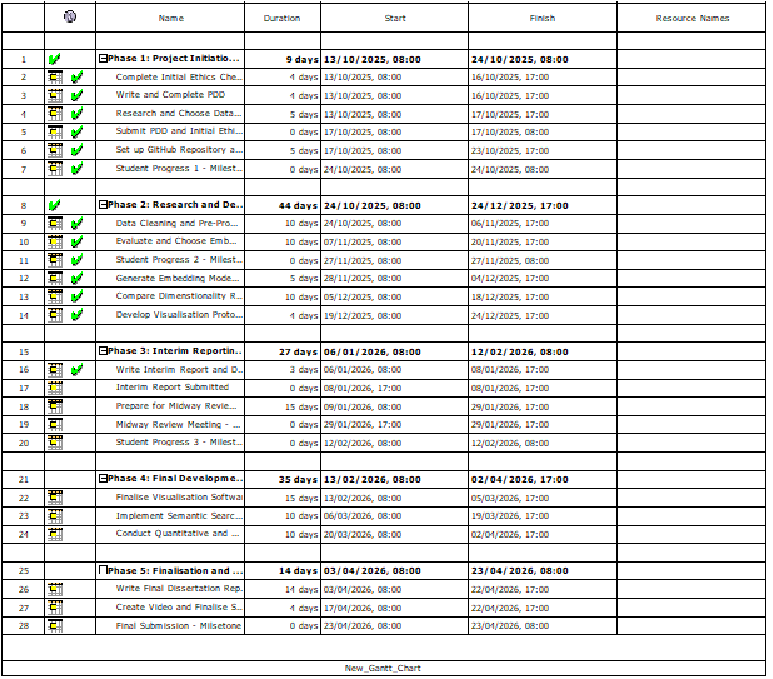 Name Duration Start Finish Resource Names
1 Phase 1: Project Initiatio... 9 days 13/10/2025, 08:00 24/10/2025, 08:00
2 Complete Initial Ethics Che... 4 days 13/10/2025, 08:00 16/10/2025, 17:00
3 Write and Complete PDD 4 days 13/10/2025, 08:00 16/10/2025, 17:00
4 Research and Choose Data... 5 days 13/10/2025, 08:00 17/10/2025, 17:00
5 Submit PDD and Initial Ethi... 0 days 17/10/2025, 08:00 17/10/2025, 08:00
6 Set up GitHub Repository a... 5 days 17/10/2025, 08:00 23/10/2025, 17:00
7 Student Progress 1 - Milest... 0 days 24/10/2025, 08:00 24/10/2025, 08:00
8 Phase 2: Research and De... 44 days 24/10/2025, 08:00 24/12/2025, 17:00
9 Data Cleaning and Pre-Pro... 10 days 24/10/2025, 08:00 06/11/2025, 17:00
10 Evaluate and Choose Emb... 10 days 07/11/2025, 08:00 20/11/2025, 17:00
11 Student Progress 2 - Milest... 0 days 27/11/2025, 08:00 27/11/2025, 08:00
12 Generate Embedding Mode... 5 days 28/11/2025, 08:00 04/12/2025, 17:00
13 Compare Dimenstionality R... 10 days 05/12/2025, 08:00 18/12/2025, 17:00
14 Develop Visualisation Proto... 4 days 19/12/2025, 08:00 24/12/2025, 17:00
15 Phase 3: Interim Reportin... 27 days 06/01/2026, 08:00 12/02/2026, 08:00
16 Write Interim Report and D... 3 days 06/01/2026, 08:00 08/01/2026, 17:00
17 Interim Report Submitted 0 days 08/01/2026, 17:00 08/01/2026, 17:00
18 Prepare for Midway Revie... 15 days 09/01/2026, 08:00 29/01/2026, 17:00
19 Midway Review Meeting - ... 0 days 29/01/2026, 17:00 29/01/2026, 17:00
20 Student Progress 3 - Milest... 0 days 12/02/2026, 08:00 12/02/2026, 08:00
21 Phase 4: Final Developme... 35 days 13/02/2026, 08:00 02/04/2026, 17:00
22 Finalise Visualisation Softwar 15 days 13/02/2026, 08:00 05/03/2026, 17:00
23 Implement Semantic Searc... 10 days 06/03/2026, 08:00 19/03/2026, 17:00
24 Conduct Quantitative and ... 10 days 20/03/2026, 08:00 02/04/2026, 17:00
25 Phase 5: Finalisation and ... 14 days 03/04/2026, 08:00 23/04/2026, 08:00
26 Write Final Dissertation Rep.. 14 days 03/04/2026, 08:00 22/04/2026, 17:00
27 Create Video and Finalise S... 4 days 17/04/2026, 08:00 22/04/2026, 17:00
28 Final Submission - Milsetone 0 days 23/04/2026, 08:00 23/04/2026, 08:00
New_Gantt_Chart